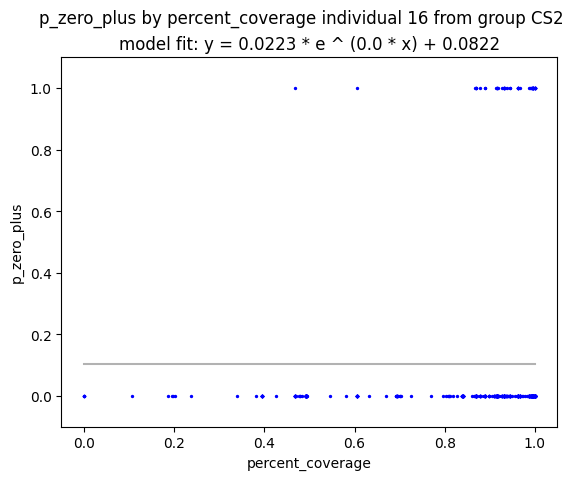 p_zero_plus by percent_coverage individual 16 from group CS2
model fit: y = 0.0223 * e ^ (0.0 * x) + 0.0822
1.0
0.8
0.6
0.4
0.2
0.0
p_zero_plus
0.0 0.2 0.4 0.6 0.8 1.0
percent_coverage